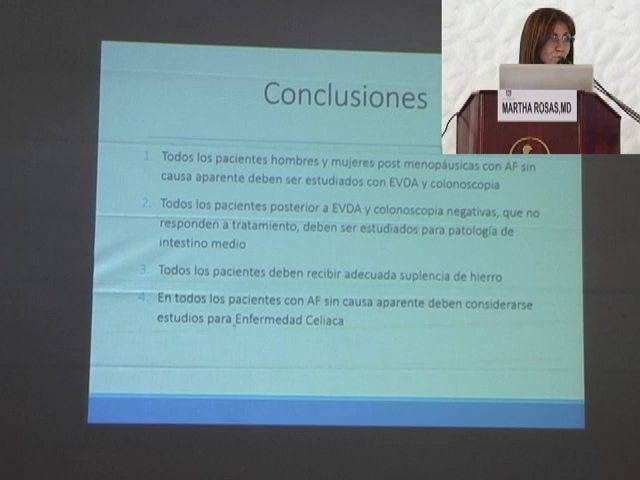 Conclusiones
MARTHA ROSAS,MD
1. Todos los pacientes hombres y mujeres post menopáusicas con AF sin
causa aparente deben ser estudiados con EVDA y colonoscopia
2. Todos los pacientes posterior a EVDA y colonoscopia negativas, que no
responden a tratamiento, deben ser estudiados para patología de
intestino medio
3. Todos los pacientes deben recibir adecuada suplencia de hierro
4. En todos los pacientes con AF sin causa aparente deben considerarse
estudios para Enfermedad Celiaca